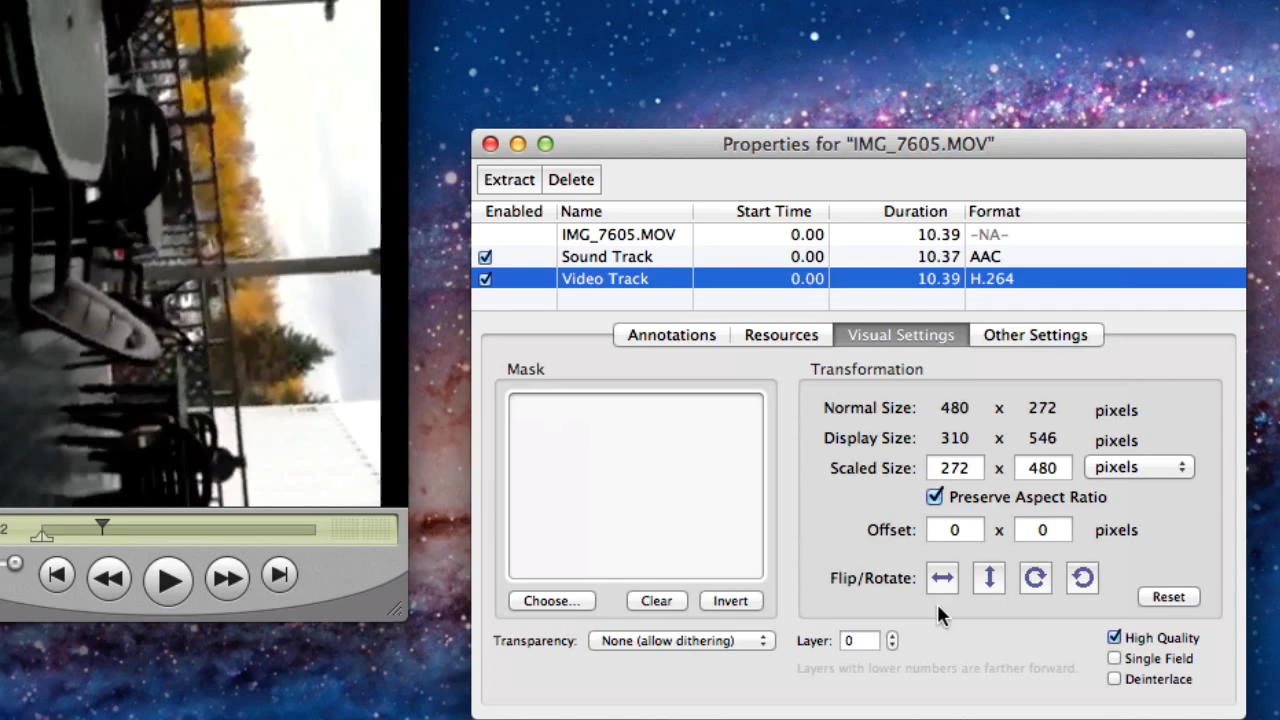 Properties for "IMG_7605.MOV"
Extract Delete
Enabled Name Start Time Duration Format
IMG_7605.MOV 0.00 10.39 -NA-
Sound Track 0.00 10.37 AAC
Video Track 0.00 10.39 H.264
Annotations Resources Visual Settings Other Settings
Mask Transformation
Normal Size: 480 x 272 pixels
Display Size: 310 x 546 pixels
Scaled Size: 272 x 480 pixels
Preserve Aspect Ratio
Offset: 0 x 0 pixels
2
Flip/Rotate:
Choose... Clear Invert Reset
Transparency: None (allow dithering) Layer: 0 High Quality
Layers with lower numbers are farther forward. Single Field
Deinterlace